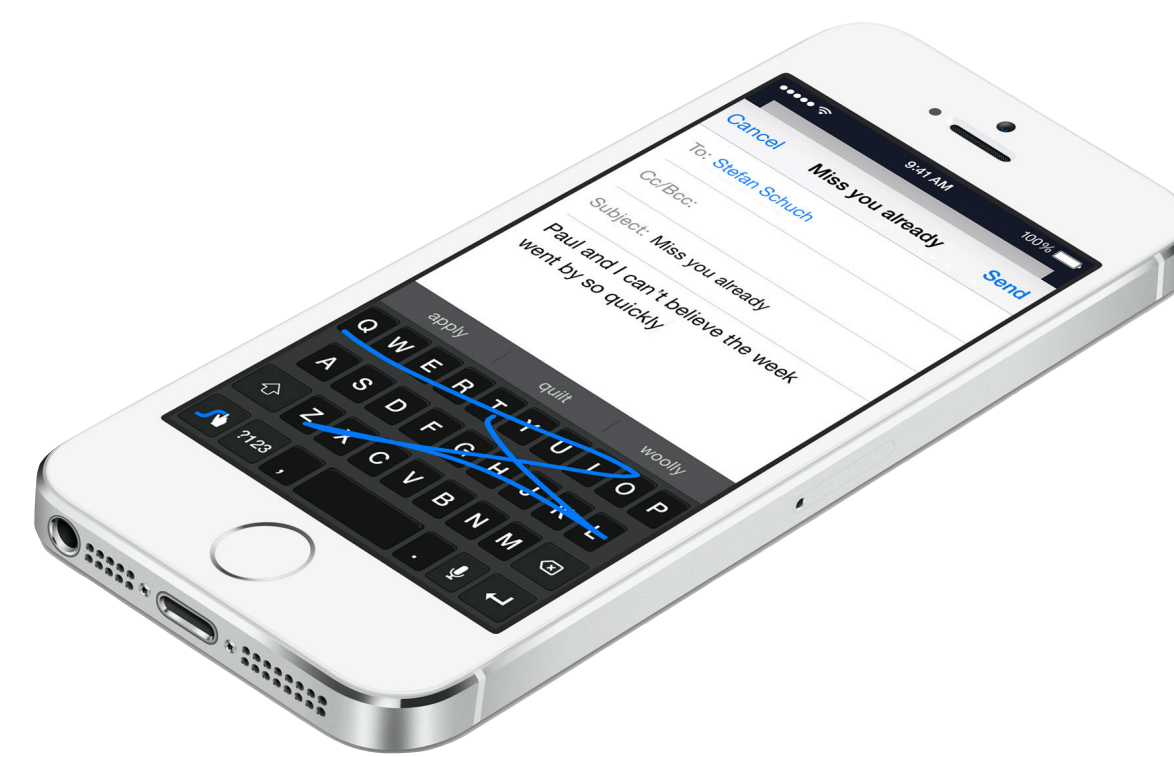 9:41 AM
100%
Cancel
Miss you already
Send
To: Stefan Schuch
Cc/Bcc:
Subject: Miss you already
Paul and I can't believe the week
went by so quickly
apply
quilt
woolly
Q W E R T Y U I O P
A S D F G H J K L
Z X C V B N M
?123 , .